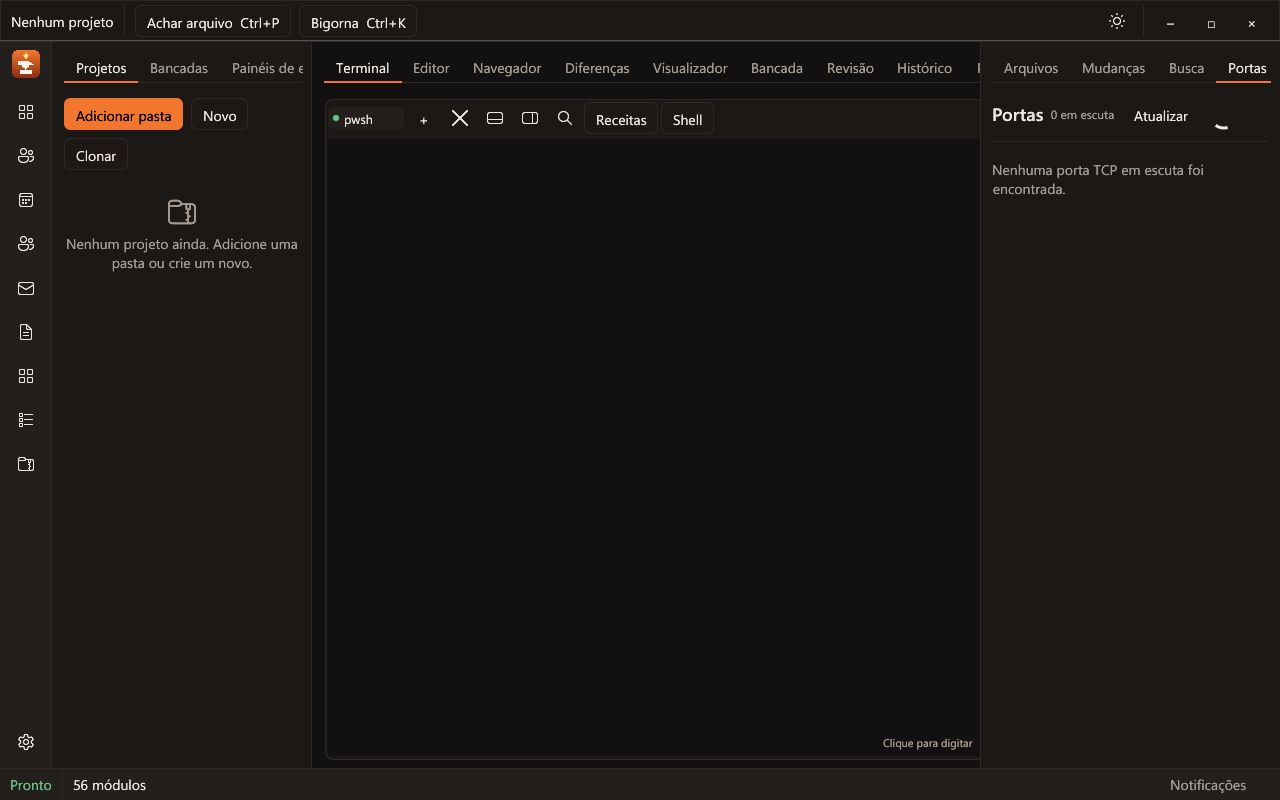 Nenhum projeto
Achar arquivo Ctrl+P
Bigorna Ctrl+K
Projetos
Bancadas
Painéis de e
Adicionar pasta
Novo
Clonar
Nenhum projeto ainda. Adicione uma
pasta ou crie um novo.
Terminal
Editor
Navegador
Diferenças
Visualizador
Bancada
Revisão
Histórico
pwsh
+
Receitas
Shell
Clique para digitar
Arquivos
Mudanças
Busca
Portas
Portas 0 em escuta
Atualizar
Nenhuma porta TCP em escuta foi
encontrada.
Pronto
56 módulos
Notificações